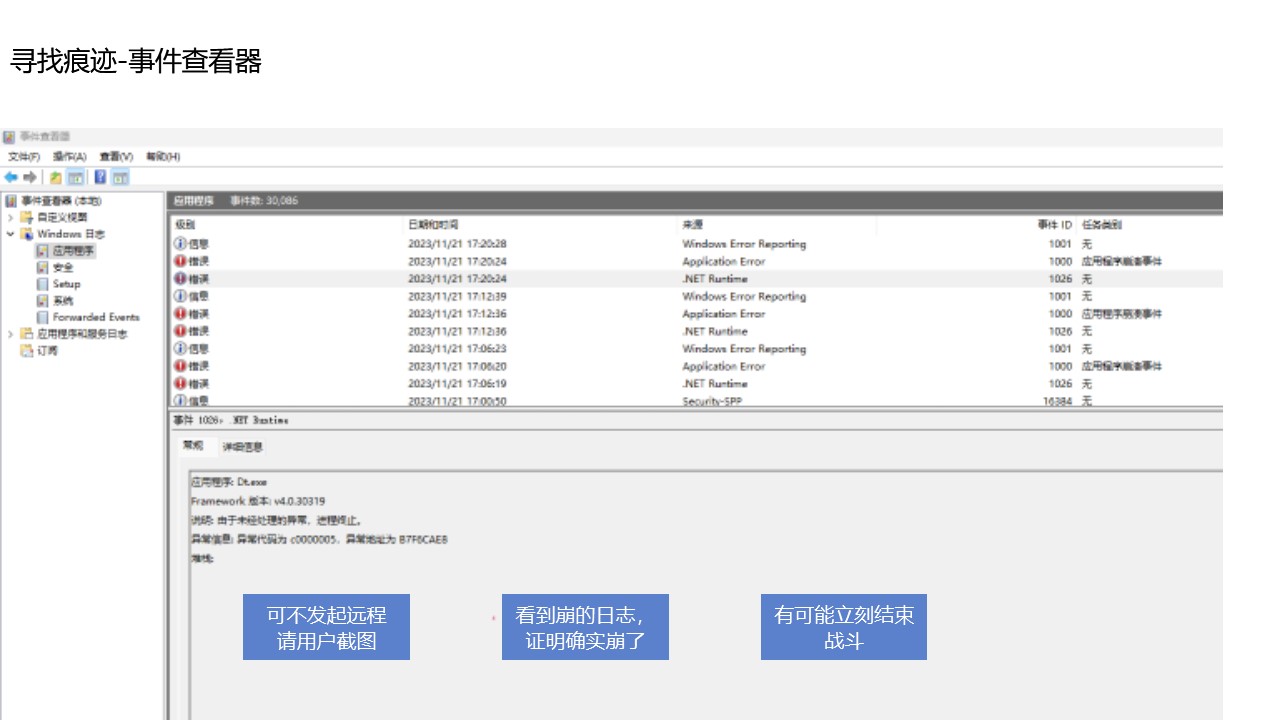 寻找痕迹-事件查看器
事件查看器
文件(F) 操作(A) 查看(V) 帮助(H)
事件查看器 (本地)
自定义视图
Windows 日志
应用程序
安全
Setup
系统
Forwarded Events
应用程序和服务日志
订阅
应用程序 事件数: 30,086
级别 日期和时间 来源 事件 ID 任务类别
信息 2023/11/21 17:20:28 Windows Error Reporting 1001 无
错误 2023/11/21 17:20:24 Application Error 1000 应用程序崩溃事件
错误 2023/11/21 17:20:24 .NET Runtime 1026 无
信息 2023/11/21 17:12:39 Windows Error Reporting 1001 无
错误 2023/11/21 17:12:36 Application Error 1000 应用程序崩溃事件
错误 2023/11/21 17:12:36 .NET Runtime 1026 无
信息 2023/11/21 17:06:23 Windows Error Reporting 1001 无
错误 2023/11/21 17:06:20 Application Error 1000 应用程序崩溃事件
错误 2023/11/21 17:06:19 .NET Runtime 1026 无
信息 2023/11/21 17:00:50 Security-SPP 16384 无
事件 1026，.NET Runtime
常规 详细信息
应用程序: Dt.exe
Framework 版本: v4.0.30319
说明: 由于未经处理的异常，进程终止。
异常信息: 异常代码为 c0000005，异常地址为 B7F6CAE8
堆栈:
可不发起远程
请用户截图
看到崩的日志，
证明确实崩了
有可能立刻结束
战斗